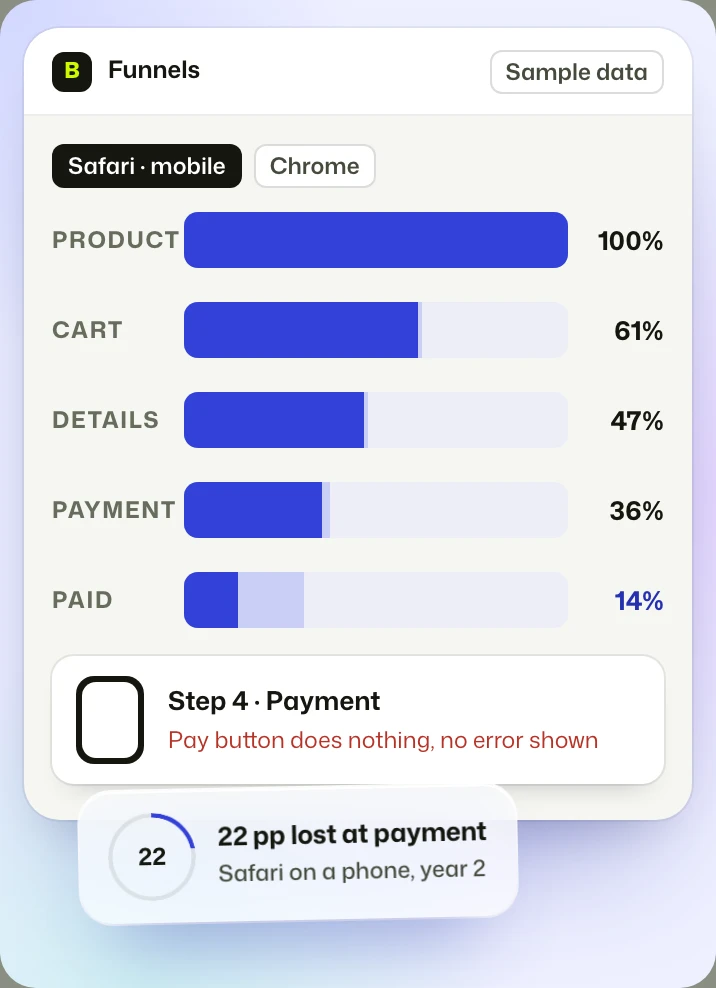 B Funnels Sample data
Safari · mobile Chrome
PRODUCT 100%
CART 61%
DETAILS 47%
PAYMENT 36%
PAID 14%
Step 4 · Payment
Pay button does nothing, no error shown
22
22 pp lost at payment
Safari on a phone, year 2